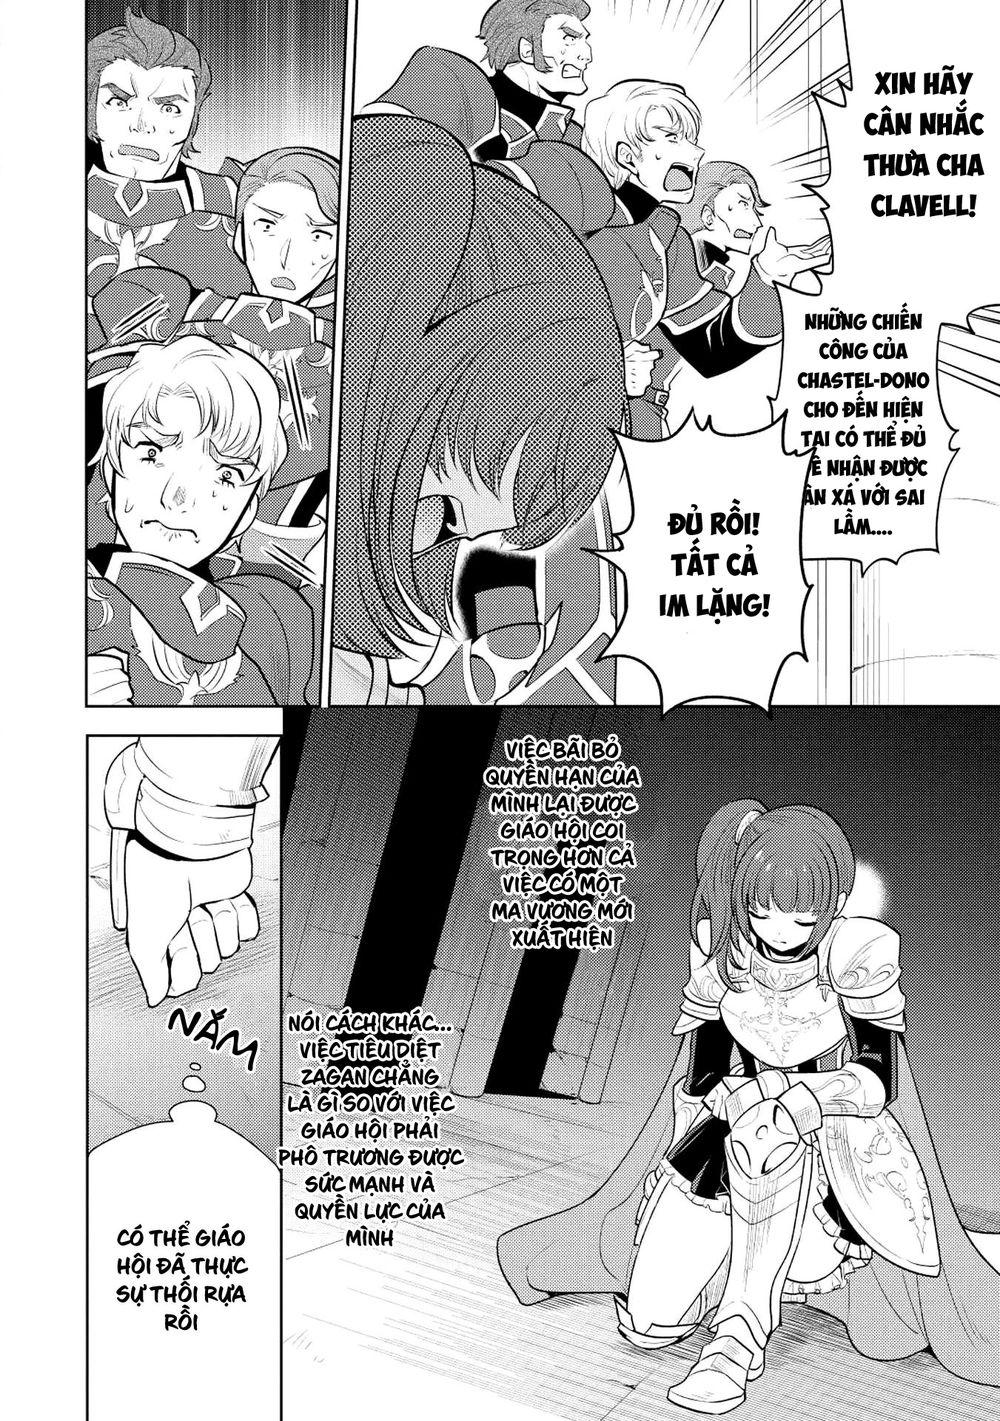 XIN HÃY
CÂN NHẮC
THƯA CHA
CLAVELL!
NHỮNG CHIẾN
CÔNG CỦA
CHASTEL-DONO
CHO ĐẾN HIỆN
TẠI CÓ THỂ ĐỦ
NHẬN ĐƯỢC
XÁ VỚI SAI
LẦM....
ĐỦ RỒI!
TẤT CẢ
IM LẶNG!
VIỆC BÃI BỎ
QUYỀN HẠN CỦA
MÌNH LẠI ĐƯỢC
GIÁO HỘI COI
TRỌNG HƠN CẢ
VIỆC CÓ MỘT
MA VƯƠNG MỚI
XUẤT HIỆN
NÓI CÁCH KHÁC...
VIỆC TIÊU DIỆT
ZAGAN CHẲNG
LÀ GÌ SO VỚI VIỆC
GIÁO HỘI PHẢI
PHÔ TRƯƠNG ĐƯỢC
SỨC MẠNH VÀ
QUYỀN LỰC CỦA
MÌNH
NẮM
CÓ THỂ GIÁO
HỘI ĐÃ THỰC
SỰ THỐI RỮA
RỒI